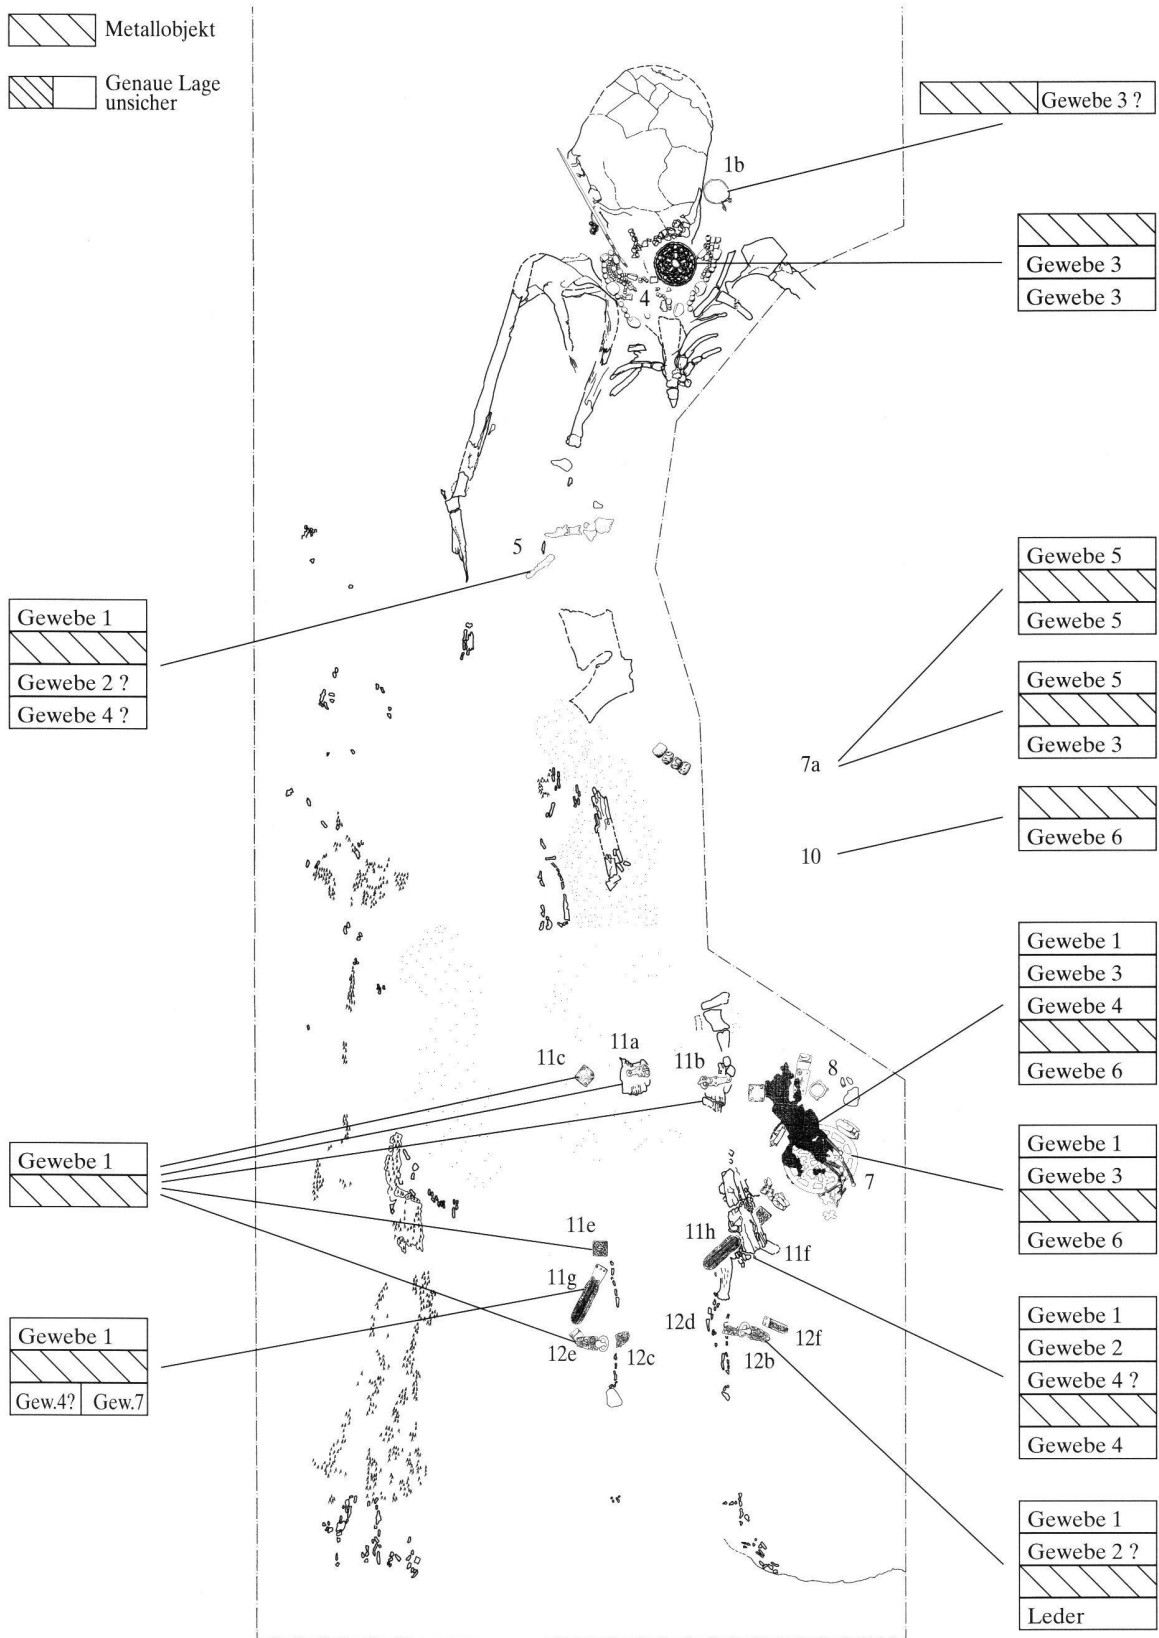 Metallobjekt
Genaue Lage
unsicher
Gewebe 3 ?
1b
Gewebe 3
Gewebe 3
4
5
Gewebe 1
Gewebe 2 ?
Gewebe 4 ?
Gewebe 5
Gewebe 5
7a
Gewebe 5
Gewebe 3
10
Gewebe 6
Gewebe 1
Gewebe 3
Gewebe 4
Gewebe 6
11c
11a
11b
8
7
Gewebe 1
Gewebe 1
Gewebe 3
Gewebe 6
11e
11h
11f
11g
12d
12f
12e
12c
12b
Gewebe 1
Gew.4?
Gew.7
Gewebe 1
Gewebe 2
Gewebe 4 ?
Gewebe 4
Gewebe 1
Gewebe 2 ?
Leder